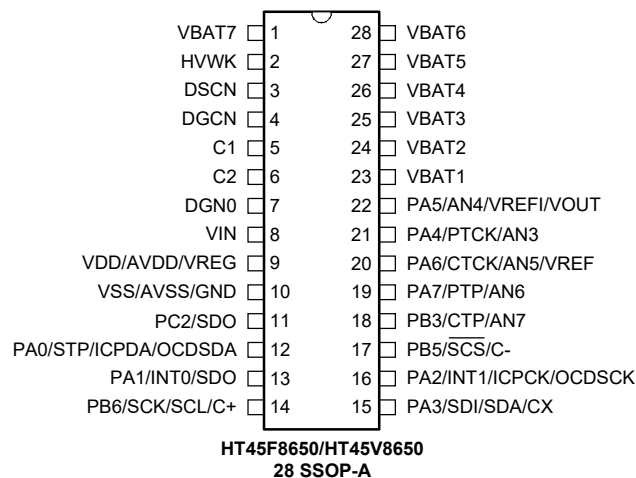 VBAT7 1 28 VBAT6
HVWK 2 27 VBAT5
DSCN 3 26 VBAT4
DGCN 4 25 VBAT3
C1 5 24 VBAT2
C2 6 23 VBAT1
DGN0 7 22 PA5/AN4/VREFI/VOUT
VIN 8 21 PA4/PTCK/AN3
VDD/AVDD/VREG 9 20 PA6/CTCK/AN5/VREF
VSS/AVSS/GND 10 19 PA7/PTP/AN6
PC2/SDO 11 18 PB3/CTP/AN7
PA0/STP/ICPDA/OCDSDA 12 17 PB5/SCS/C-
PA1/INT0/SDO 13 16 PA2/INT1/ICPCK/OCDSCK
PB6/SCK/SCL/C+ 14 15 PA3/SDI/SDA/CX
HT45F8650/HT45V8650
28 SSOP-A